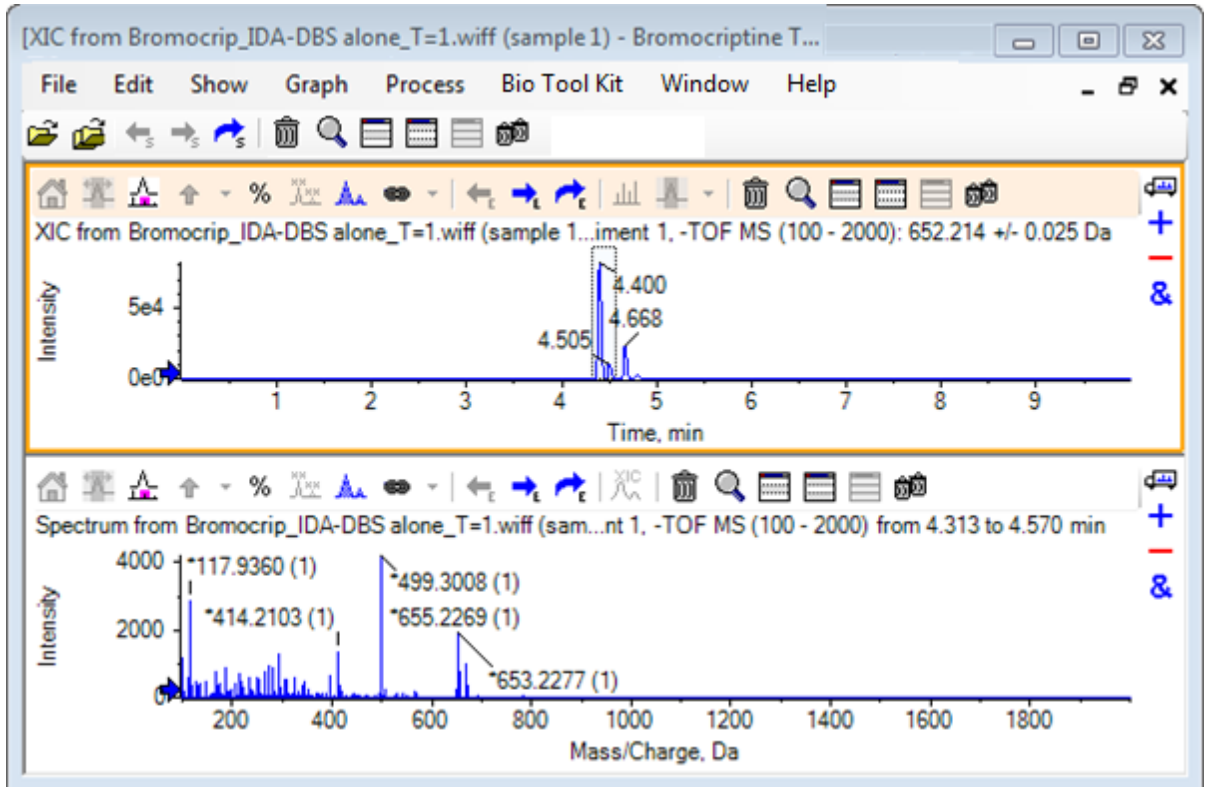 [XIC from Bromocrip_IDA-DBS alone_T=1.wiff (sample 1) - Bromocriptine T...
File Edit Show Graph Process Bio Tool Kit Window Help
S S S
% E E E
XIC from Bromocrip_IDA-DBS alone_T=1.wiff (sample 1...iment 1, -TOF MS (100 - 2000): 652.214 +/- 0.025 Da
+
&
Intensity
5e4
0e0
4.400
4.668
4.505
1 2 3 4 5 6 7 8 9
Time, min
% E E E XIC
Spectrum from Bromocrip_IDA-DBS alone_T=1.wiff (sam...nt 1, -TOF MS (100 - 2000) from 4.313 to 4.570 min
+
&
Intensity
4000
2000
0
*117.9360 (1)
*499.3008 (1)
*414.2103 (1)
*655.2269 (1)
*653.2277 (1)
200 400 600 800 1000 1200 1400 1600 1800
Mass/Charge, Da